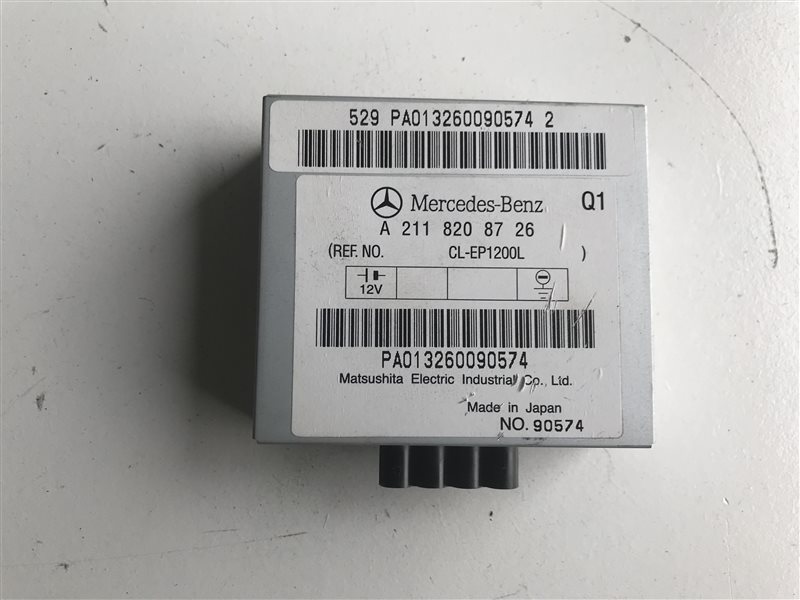 529 PA013260090574 2
Mercedes-Benz Q1
A 211 820 87 26
(REF. NO. CL-EP1200L )
12V
PA013260090574
Matsushita Electric Industrial Co., Ltd.
Made in Japan
NO. 90574